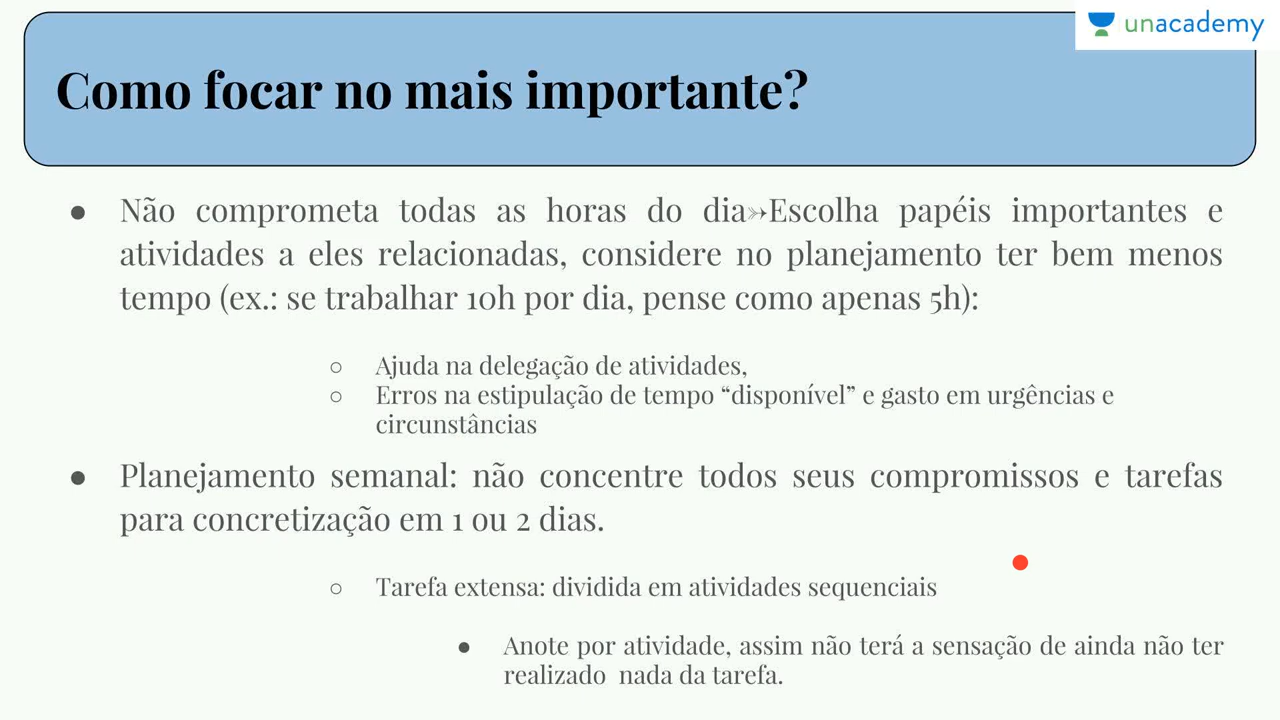 unacademy
Como focar no mais importante?
● Não comprometa todas as horas do dia➳Escolha papéis importantes e
atividades a eles relacionadas, considere no planejamento ter bem menos
tempo (ex.: se trabalhar 10h por dia, pense como apenas 5h):
○ Ajuda na delegação de atividades,
○ Erros na estipulação de tempo “disponível” e gasto em urgências e
circunstâncias
● Planejamento semanal: não concentre todos seus compromissos e tarefas
para concretização em 1 ou 2 dias.
○ Tarefa extensa: dividida em atividades sequenciais
● Anote por atividade, assim não terá a sensação de ainda não ter
realizado  nada da tarefa.